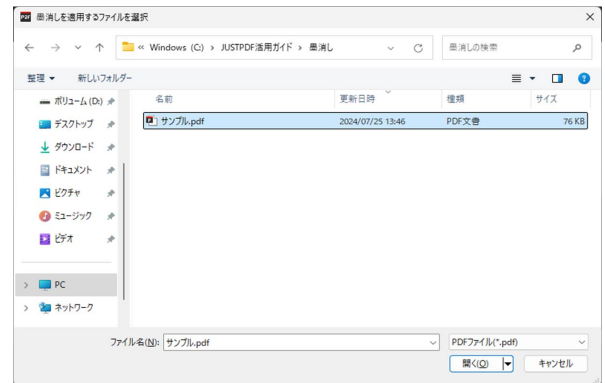 墨消しを適用するファイルを選択
« Windows (C:) › JUSTPDF活用ガイド › 墨消し
墨消しの検索
整理 新しいフォルダー
名前 更新日時 種類 サイズ
サンプル.pdf 2024/07/25 13:46 PDF文書 76 KB
ボリューム (D:)
デスクトップ
ダウンロード
ドキュメント
ピクチャ
ミュージック
ビデオ
PC
ネットワーク
ファイル名(N): サンプル.pdf PDFファイル(*.pdf)
開く(O) キャンセル